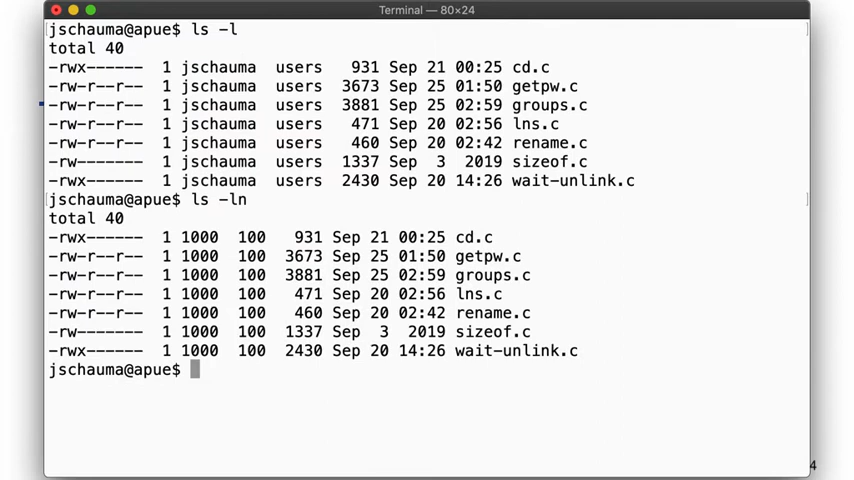 Terminal — 80×24
jschauma@apue$ ls -l
total 40
-rwx------  1 jschauma  users   931 Sep 21 00:25 cd.c
-rw-r--r--  1 jschauma  users  3673 Sep 25 01:50 getpw.c
-rw-r--r--  1 jschauma  users  3881 Sep 25 02:59 groups.c
-rw-r--r--  1 jschauma  users   471 Sep 20 02:56 lns.c
-rw-r--r--  1 jschauma  users   460 Sep 20 02:42 rename.c
-rw-------  1 jschauma  users  1337 Sep  3  2019 sizeof.c
-rwx------  1 jschauma  users  2430 Sep 20 14:26 wait-unlink.c
jschauma@apue$ ls -ln
total 40
-rwx------  1 1000  100   931 Sep 21 00:25 cd.c
-rw-r--r--  1 1000  100  3673 Sep 25 01:50 getpw.c
-rw-r--r--  1 1000  100  3881 Sep 25 02:59 groups.c
-rw-r--r--  1 1000  100   471 Sep 20 02:56 lns.c
-rw-r--r--  1 1000  100   460 Sep 20 02:42 rename.c
-rw-------  1 1000  100  1337 Sep  3  2019 sizeof.c
-rwx------  1 1000  100  2430 Sep 20 14:26 wait-unlink.c
jschauma@apue$
4